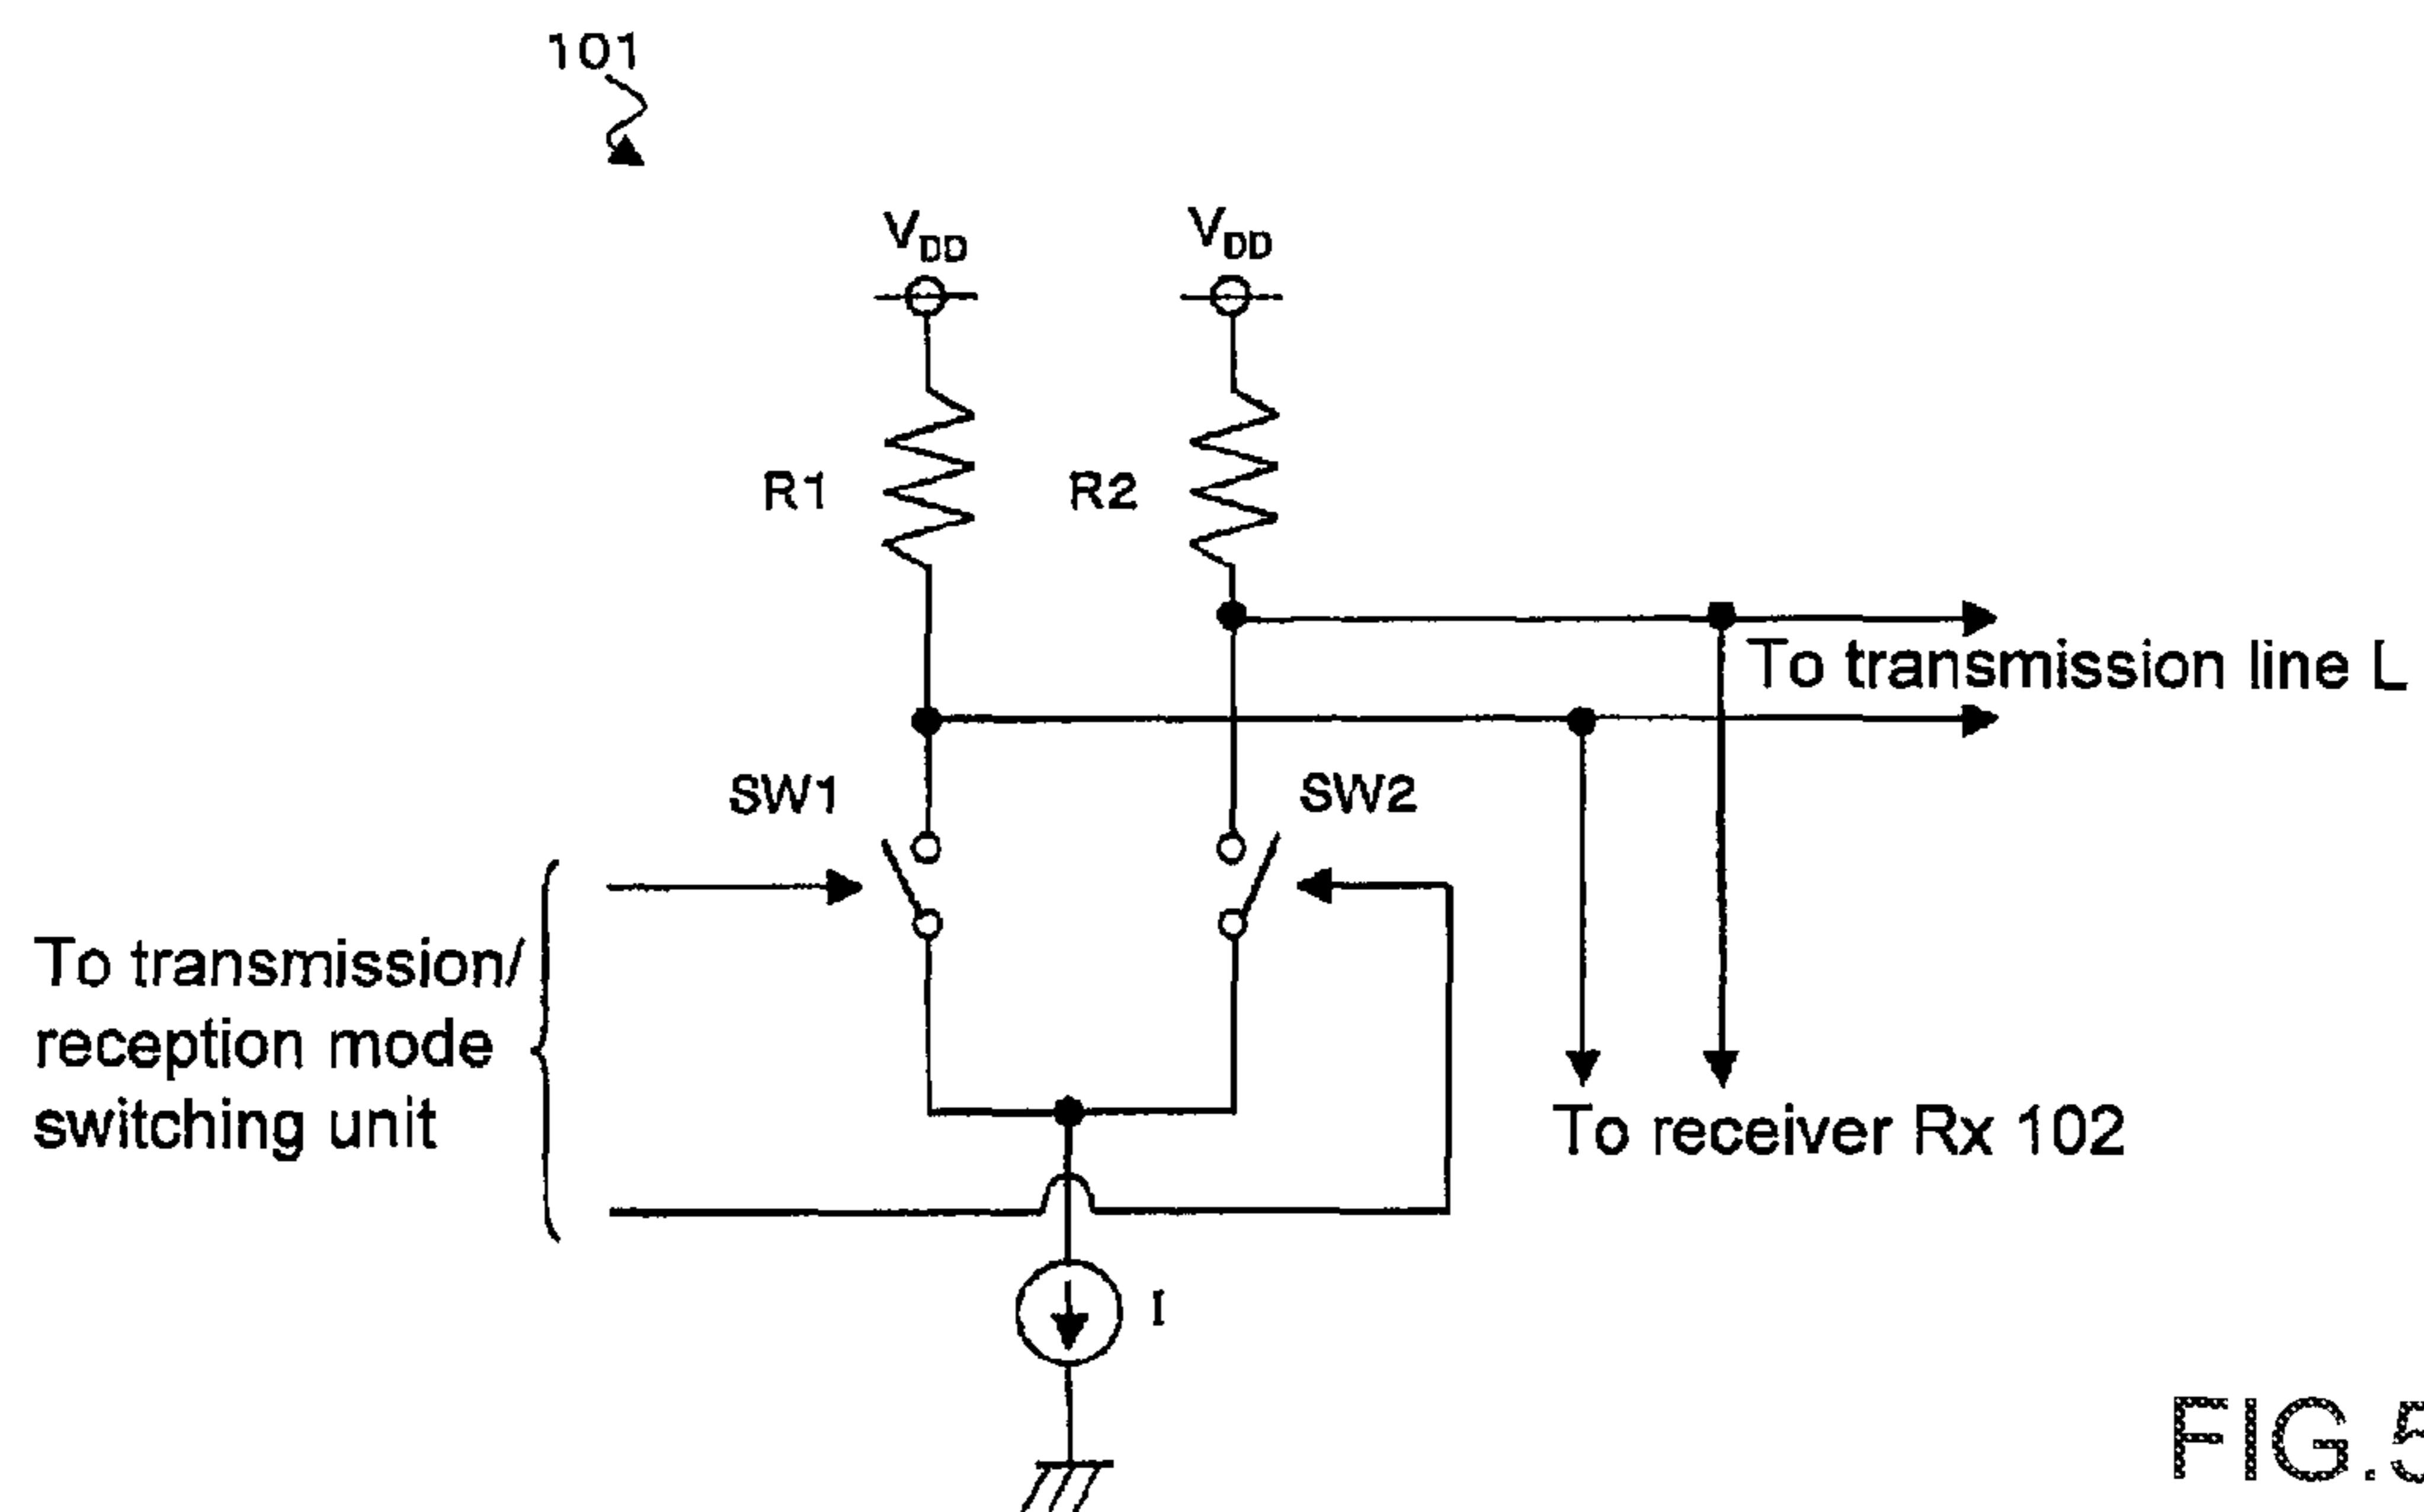 101
VDD
VDD
R1
R2
To transmission line L
SW1
SW2
To transmission/
reception mode
switching unit
To receiver Rx 102
I
FIG.5